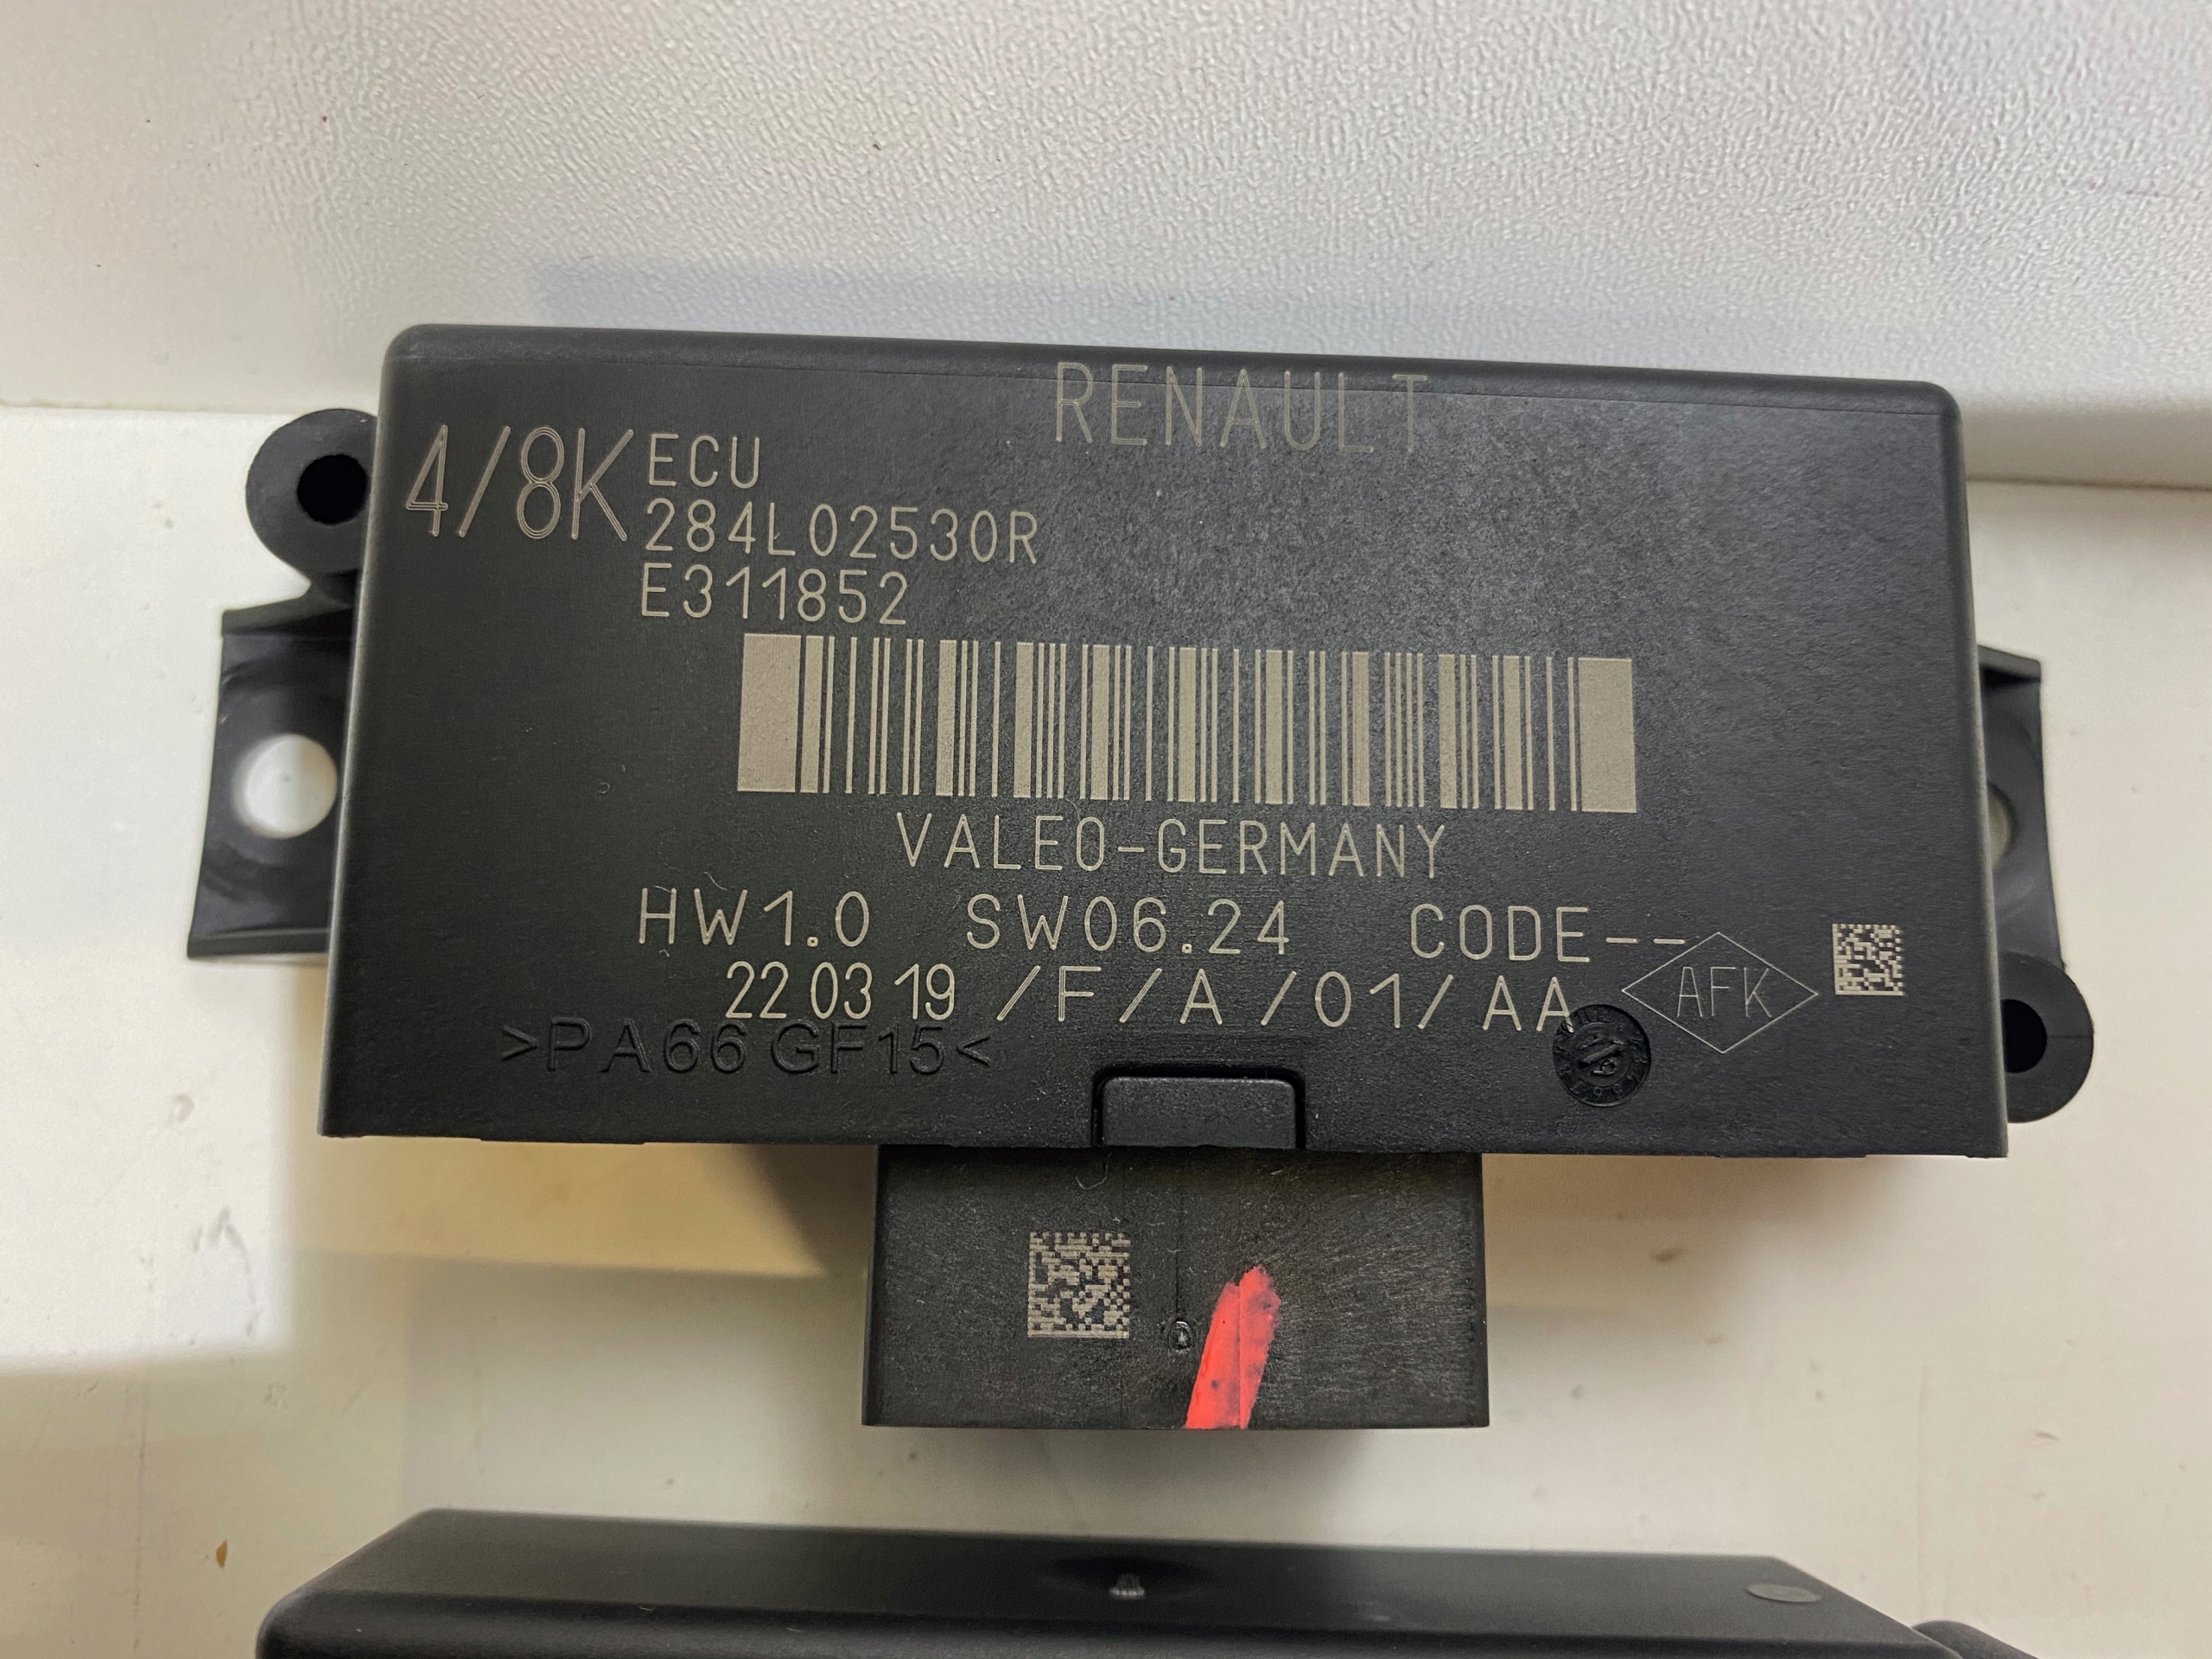 RENAULT
4/8K
ECU
284L02530R
E311852
VALEO-GERMANY
HW1.0 SW06.24 CODE--
22 03 19 /F/A/01/AA
AFK
>PA66 GF15<